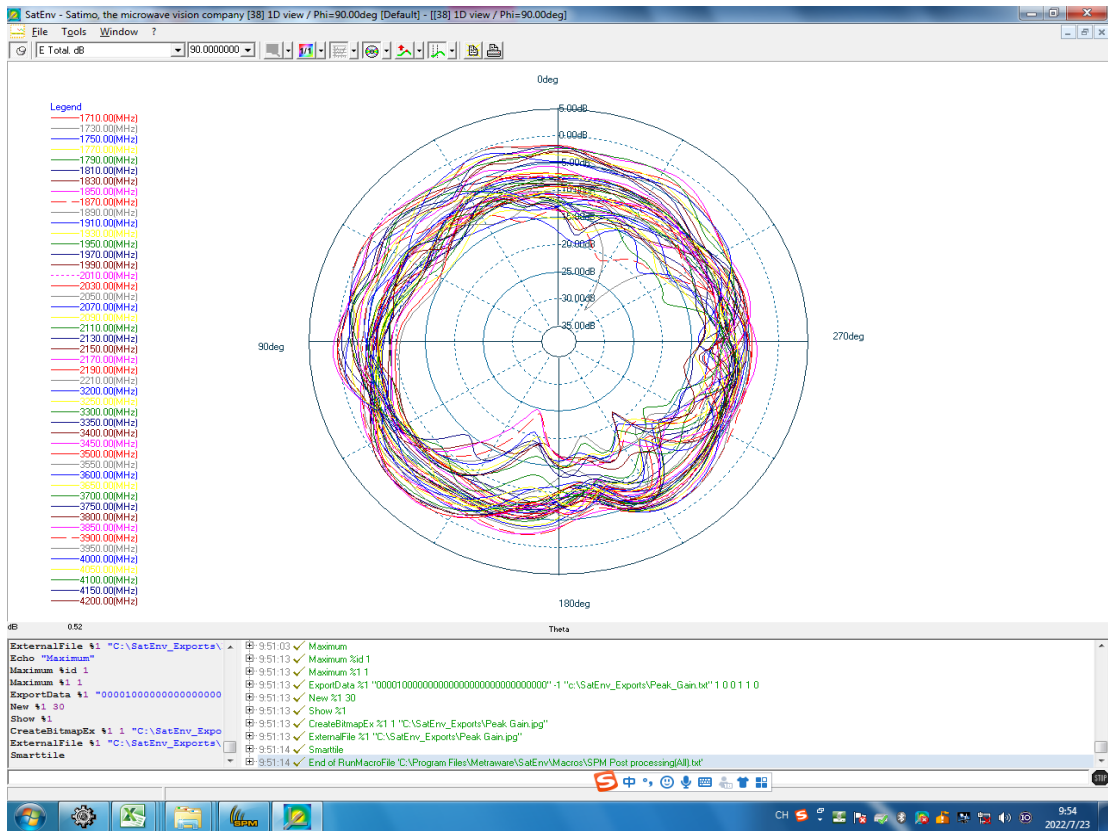 SatEnv - Satimo, the microwave vision company [38] 1D view / Phi=90.00deg [Default] - [[38] 1D view / Phi=90.00deg]
File Tools Window ?
E Total. dB 90.0000000
0deg
Legend
1710.00(MHz)
1730.00(MHz)
1750.00(MHz)
1770.00(MHz)
1790.00(MHz)
1810.00(MHz)
1830.00(MHz)
1850.00(MHz)
1870.00(MHz)
1890.00(MHz)
1910.00(MHz)
1930.00(MHz)
1950.00(MHz)
1970.00(MHz)
1990.00(MHz)
2010.00(MHz)
2030.00(MHz)
2050.00(MHz)
2070.00(MHz)
2090.00(MHz)
2110.00(MHz)
2130.00(MHz)
2150.00(MHz)
2170.00(MHz)
2190.00(MHz)
2210.00(MHz)
3200.00(MHz)
3250.00(MHz)
3300.00(MHz)
3350.00(MHz)
3400.00(MHz)
3450.00(MHz)
3500.00(MHz)
3550.00(MHz)
3600.00(MHz)
3650.00(MHz)
3700.00(MHz)
3750.00(MHz)
3800.00(MHz)
3850.00(MHz)
3900.00(MHz)
3950.00(MHz)
4000.00(MHz)
4050.00(MHz)
4100.00(MHz)
4150.00(MHz)
4200.00(MHz)
5.00dB
0.00dB
-5.00dB
-10.00dB
-15.00dB
-20.00dB
-25.00dB
-30.00dB
-35.00dB
90deg
270deg
180deg
dB 0.52 Theta
ExternalFile %1 "C:\SatEnv_Exports\
Echo "Maximum"
Maximum %id 1
Maximum %1 1
ExportData %1 "00001000000000000000
New %1 30
Show %1
CreateBitmapEx %1 1 "C:\SatEnv_Expo
ExternalFile %1 "C:\SatEnv_Exports\
Smarttile
9:51:03 Maximum
9:51:13 Maximum %id 1
9:51:13 Maximum %1 1
9:51:13 ExportData %1 "00001000000000000000000000000000" -1 "c:\SatEnv_Exports\Peak_Gain.txt" 1 0 0 1 1 0
9:51:13 New %1 30
9:51:13 Show %1
9:51:13 CreateBitmapEx %1 1 "C:\SatEnv_Exports\Peak Gain.jpg"
9:51:13 ExternalFile %1 "C:\SatEnv_Exports\Peak Gain.jpg"
9:51:14 Smarttile
9:51:14 End of RunMacroFile 'C:\Program Files\Metraware\SatEnv\Macros\SPM Post processing(All).txt'
STOP
中
SPM
CH
9:54
2022/7/23